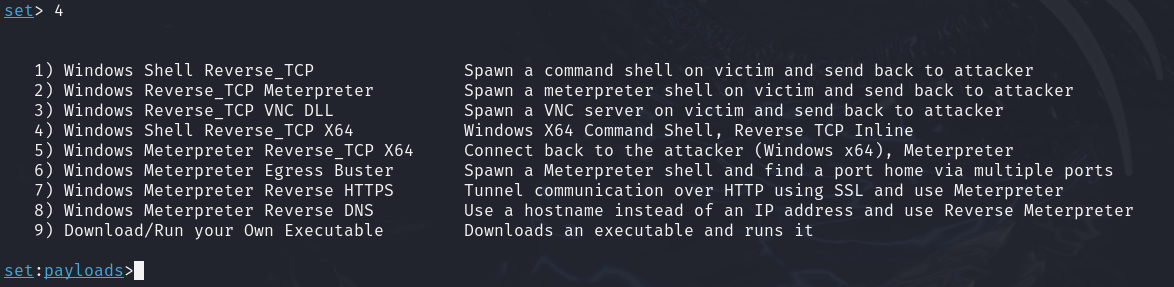 set> 4
1) Windows Shell Reverse_TCP Spawn a command shell on victim and send back to attacker
2) Windows Reverse_TCP Meterpreter Spawn a meterpreter shell on victim and send back to attacker
3) Windows Reverse_TCP VNC DLL Spawn a VNC server on victim and send back to attacker
4) Windows Shell Reverse_TCP X64 Windows X64 Command Shell, Reverse TCP Inline
5) Windows Meterpreter Reverse_TCP X64 Connect back to the attacker (Windows x64), Meterpreter
6) Windows Meterpreter Egress Buster Spawn a Meterpreter shell and find a port home via multiple ports
7) Windows Meterpreter Reverse HTTPS Tunnel communication over HTTP using SSL and use Meterpreter
8) Windows Meterpreter Reverse DNS Use a hostname instead of an IP address and use Reverse Meterpreter
9) Download/Run your Own Executable Downloads an executable and runs it
set:payloads>